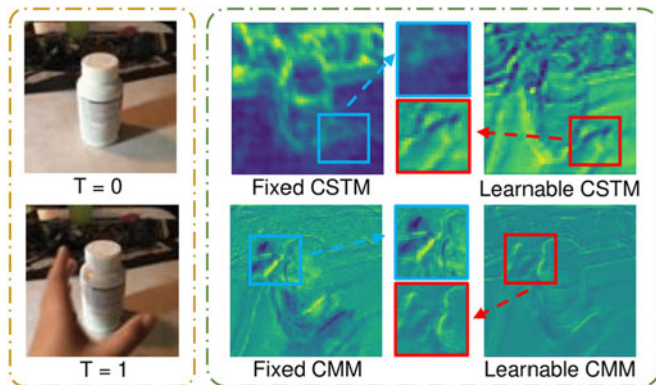 T = 0
Fixed CSTM
Learnable CSTM
T = 1
Fixed CMM
Learnable CMM